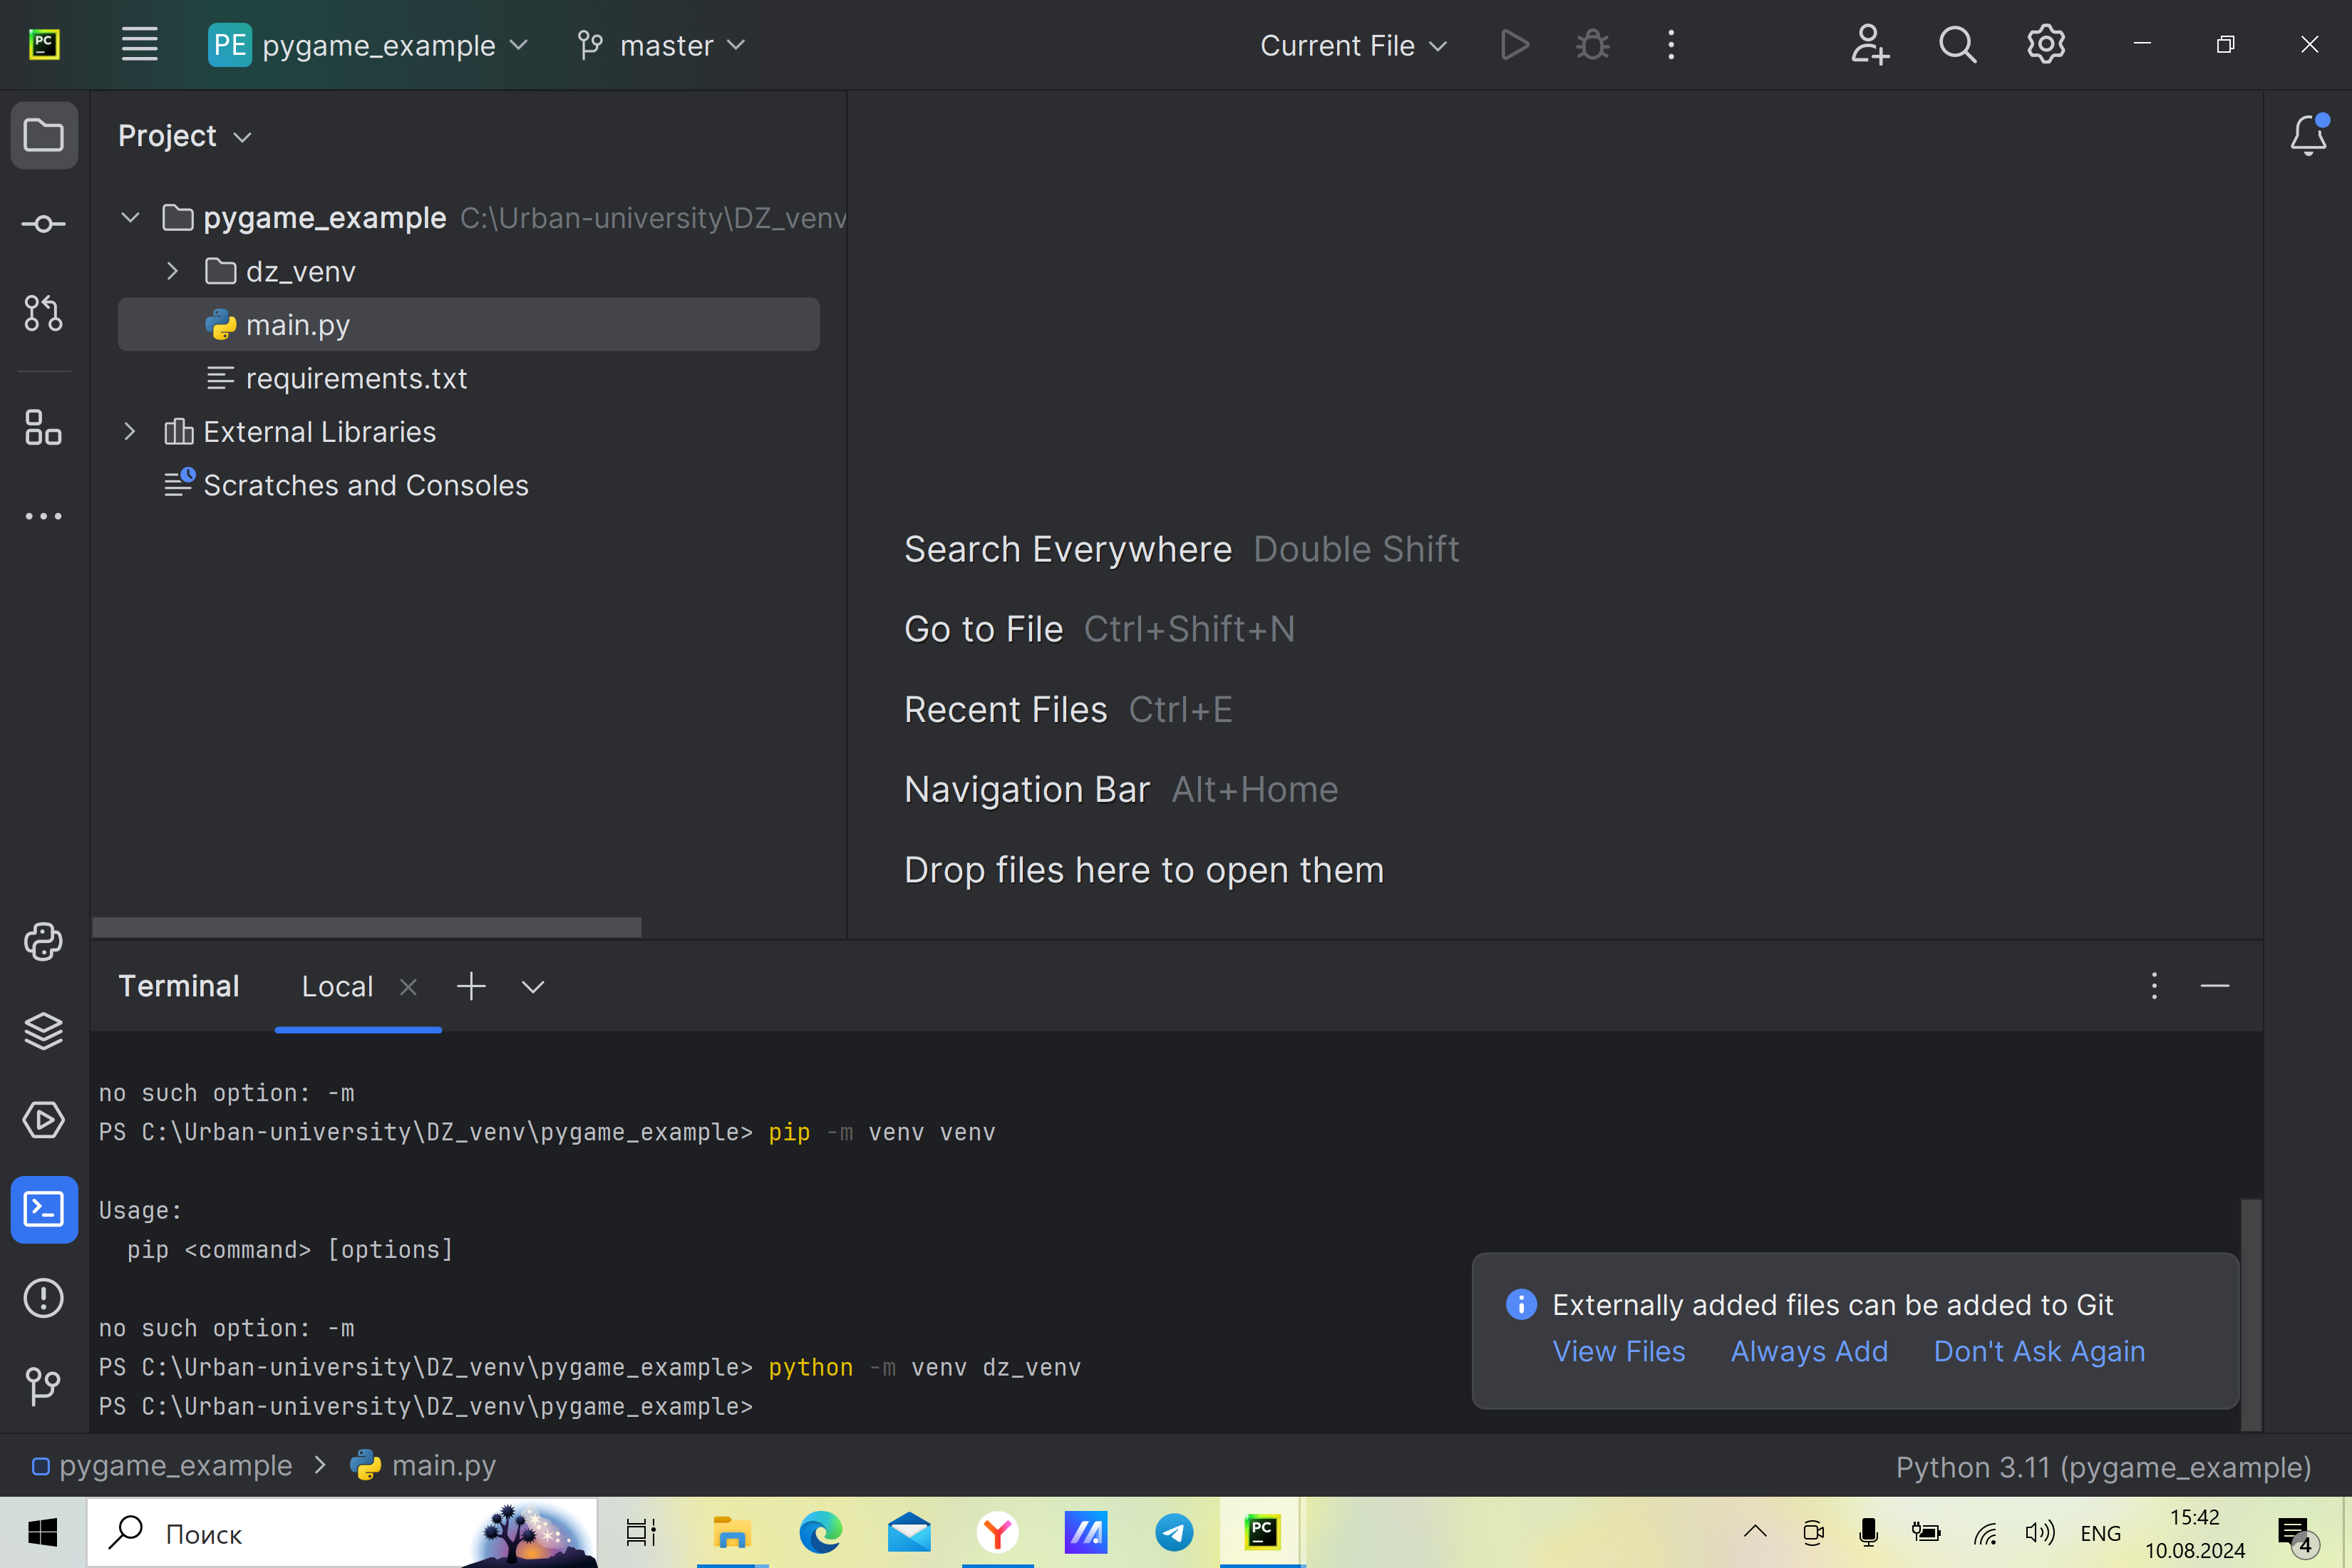 PC
PE pygame_example
master
Current File
Project
pygame_example C:\Urban-university\DZ_venv
dz_venv
main.py
requirements.txt
External Libraries
Scratches and Consoles
Search Everywhere Double Shift
Go to File Ctrl+Shift+N
Recent Files Ctrl+E
Navigation Bar Alt+Home
Drop files here to open them
Terminal
Local
no such option: -m
PS C:\Urban-university\DZ_venv\pygame_example> pip -m venv venv
Usage:
pip <command> [options]
no such option: -m
PS C:\Urban-university\DZ_venv\pygame_example> python -m venv dz_venv
PS C:\Urban-university\DZ_venv\pygame_example>
Externally added files can be added to Git
View Files Always Add Don't Ask Again
pygame_example > main.py
Python 3.11 (pygame_example)
Поиск
PC
ENG
15:42
10.08.2024
4